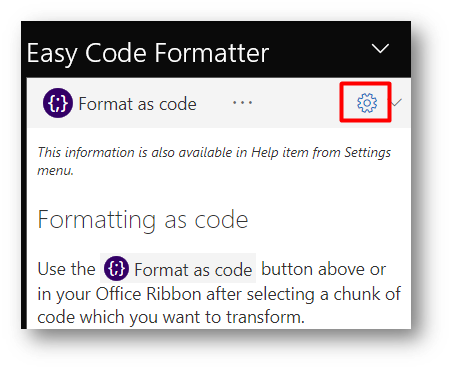 Easy Code Formatter
{;} Format as code ...
This information is also available in Help item from Settings
menu.
Formatting as code
Use the {;} Format as code button above or
in your Office Ribbon after selecting a chunk of
code which you want to transform.